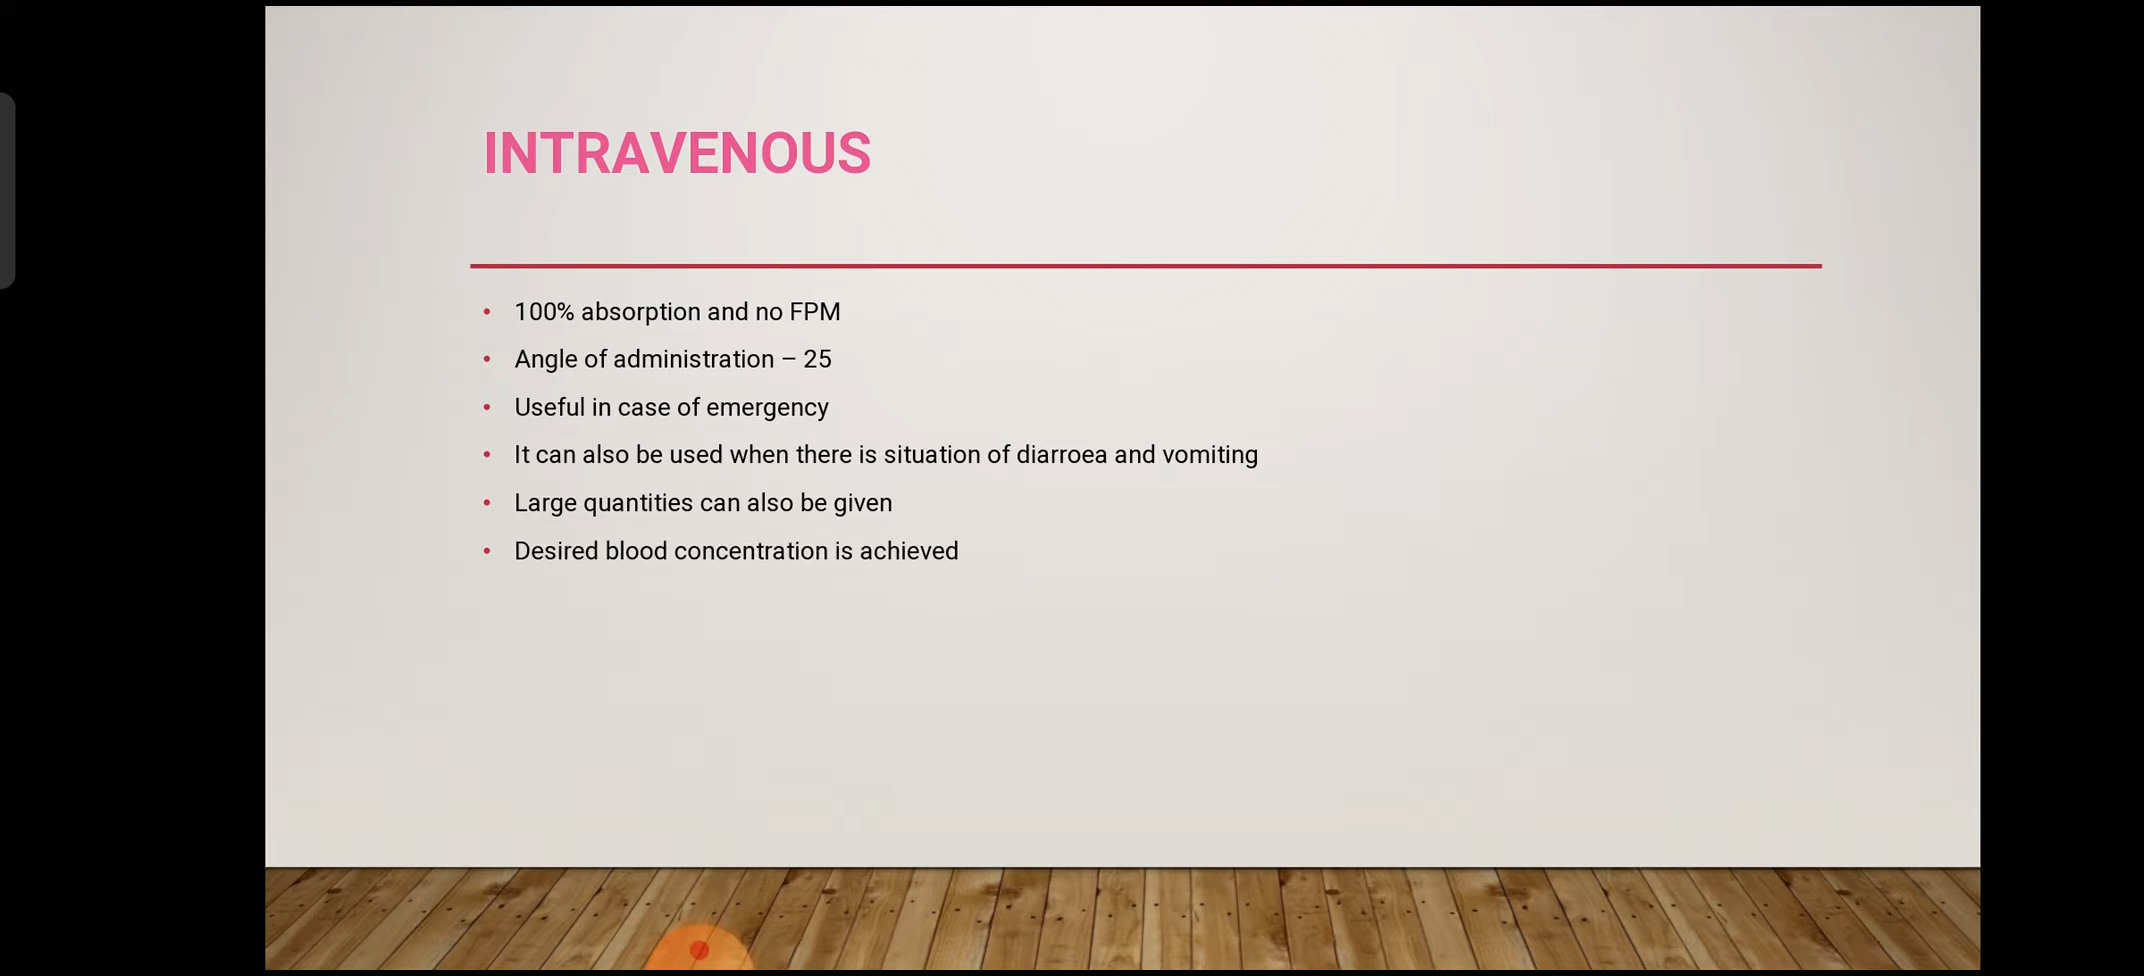 INTRAVENOUS
• 100% absorption and no FPM
• Angle of administration – 25
• Useful in case of emergency
• It can also be used when there is situation of diarroea and vomiting
• Large quantities can also be given
• Desired blood concentration is achieved